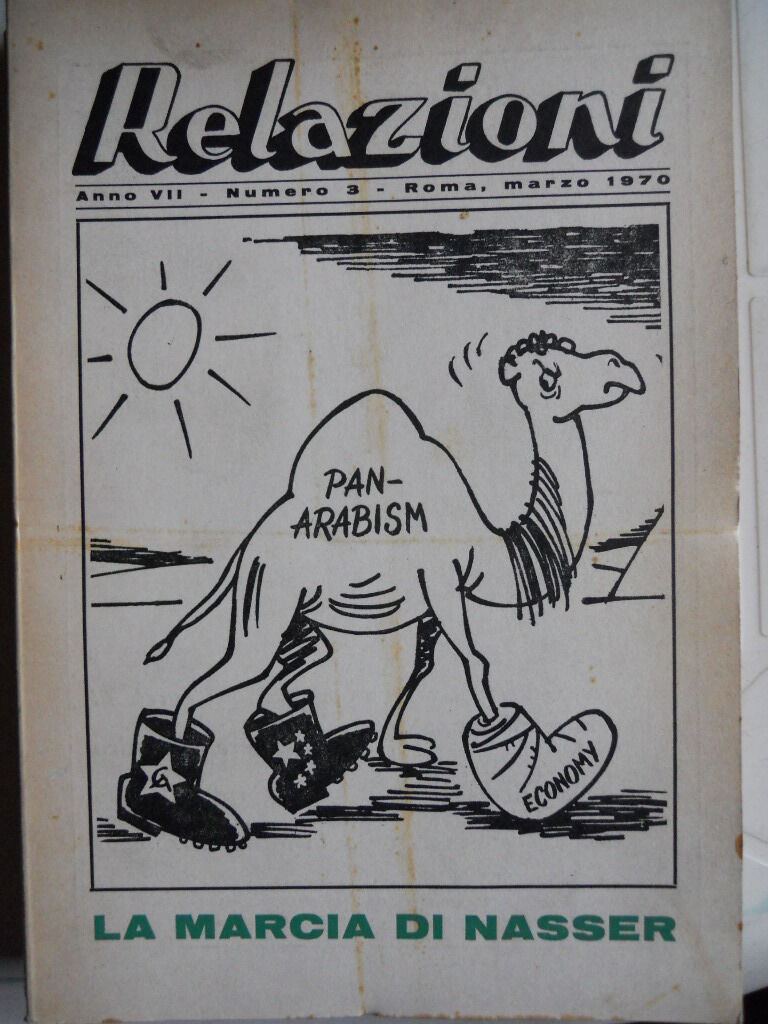 Relazioni
Anno VII - Numero 3 - Roma, marzo 1970
PAN-
ARABISM
ECONOMY
LA MARCIA DI NASSER